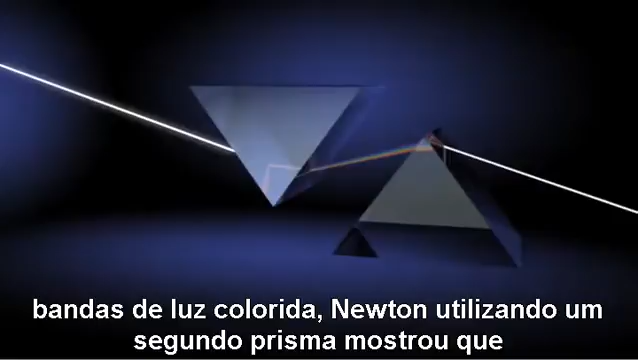 bandas de luz colorida, Newton utilizando um
segundo prisma mostrou que